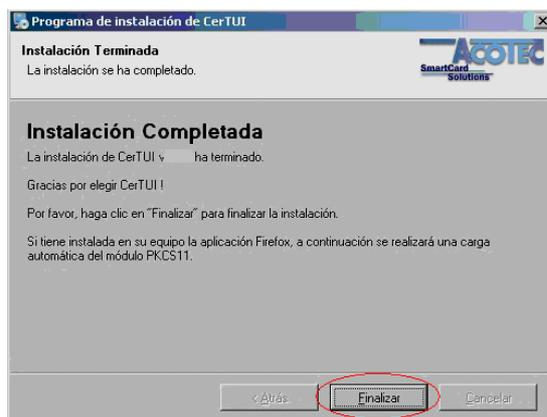 Programa de instalación de CerTUI
Instalación Terminada
La instalación se ha completado.
ACOTEC
SmartCard
Solutions
Instalación Completada
La instalación de CerTUI v ha terminado.
Gracias por elegir CerTUI !
Por favor, haga clic en "Finalizar" para finalizar la instalación.
Si tiene instalada en su equipo la aplicación Firefox, a continuación se realizará una carga
automática del módulo PKCS11.
< Atrás
Finalizar
Cancelar